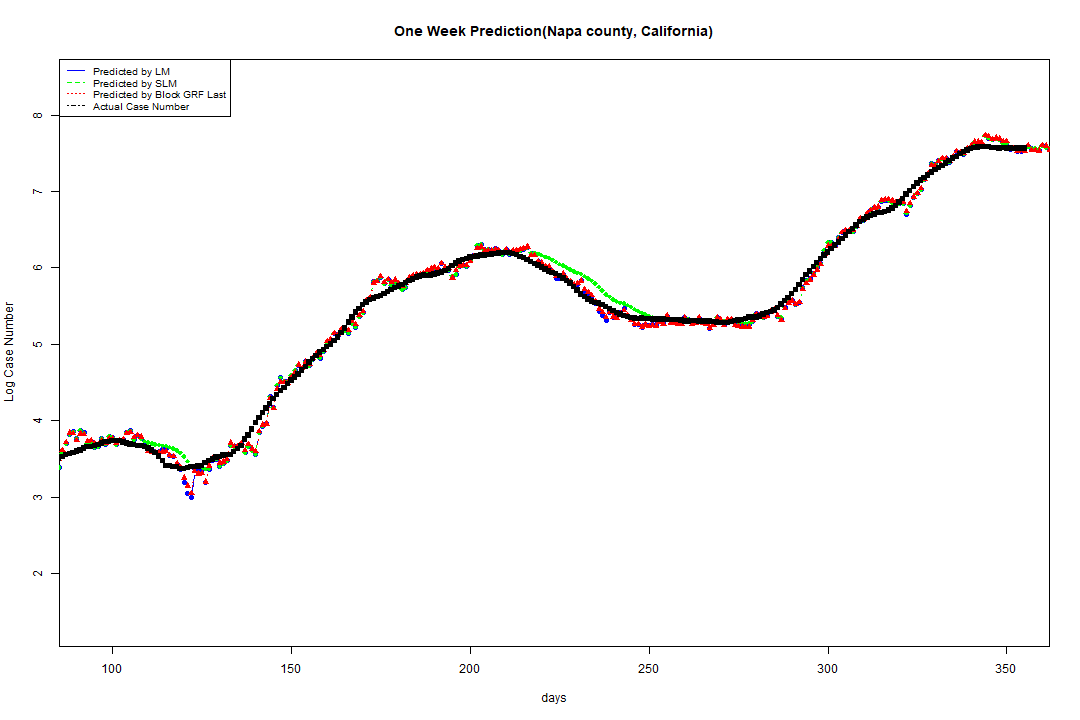 One Week Prediction(Napa county, California)
Predicted by LM
Predicted by SLM
Predicted by Block GRF Last
Actual Case Number
8
7
6
5
4
3
2
Log Case Number
100 150 200 250 300 350
days